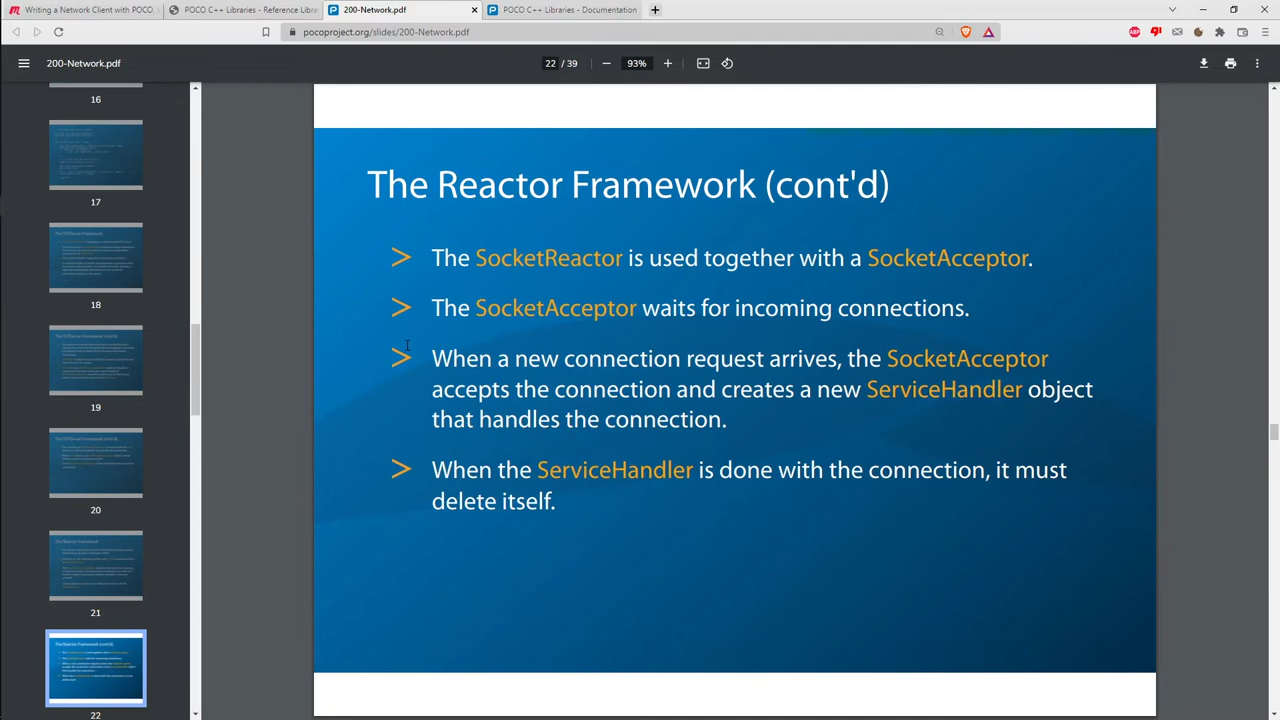 Writing a Network Client with POCO
POCO C++ Libraries - Reference Libra
200-Network.pdf
POCO C++ Libraries - Documentation
pocoproject.org/slides/200-Network.pdf
200-Network.pdf
22 / 39
93%
16
17
18
19
20
21
22
The Reactor Framework (cont'd)
> The SocketReactor is used together with a SocketAcceptor.
> The SocketAcceptor waits for incoming connections.
> When a new connection request arrives, the SocketAcceptor
accepts the connection and creates a new ServiceHandler object
that handles the connection.
> When the ServiceHandler is done with the connection, it must
delete itself.